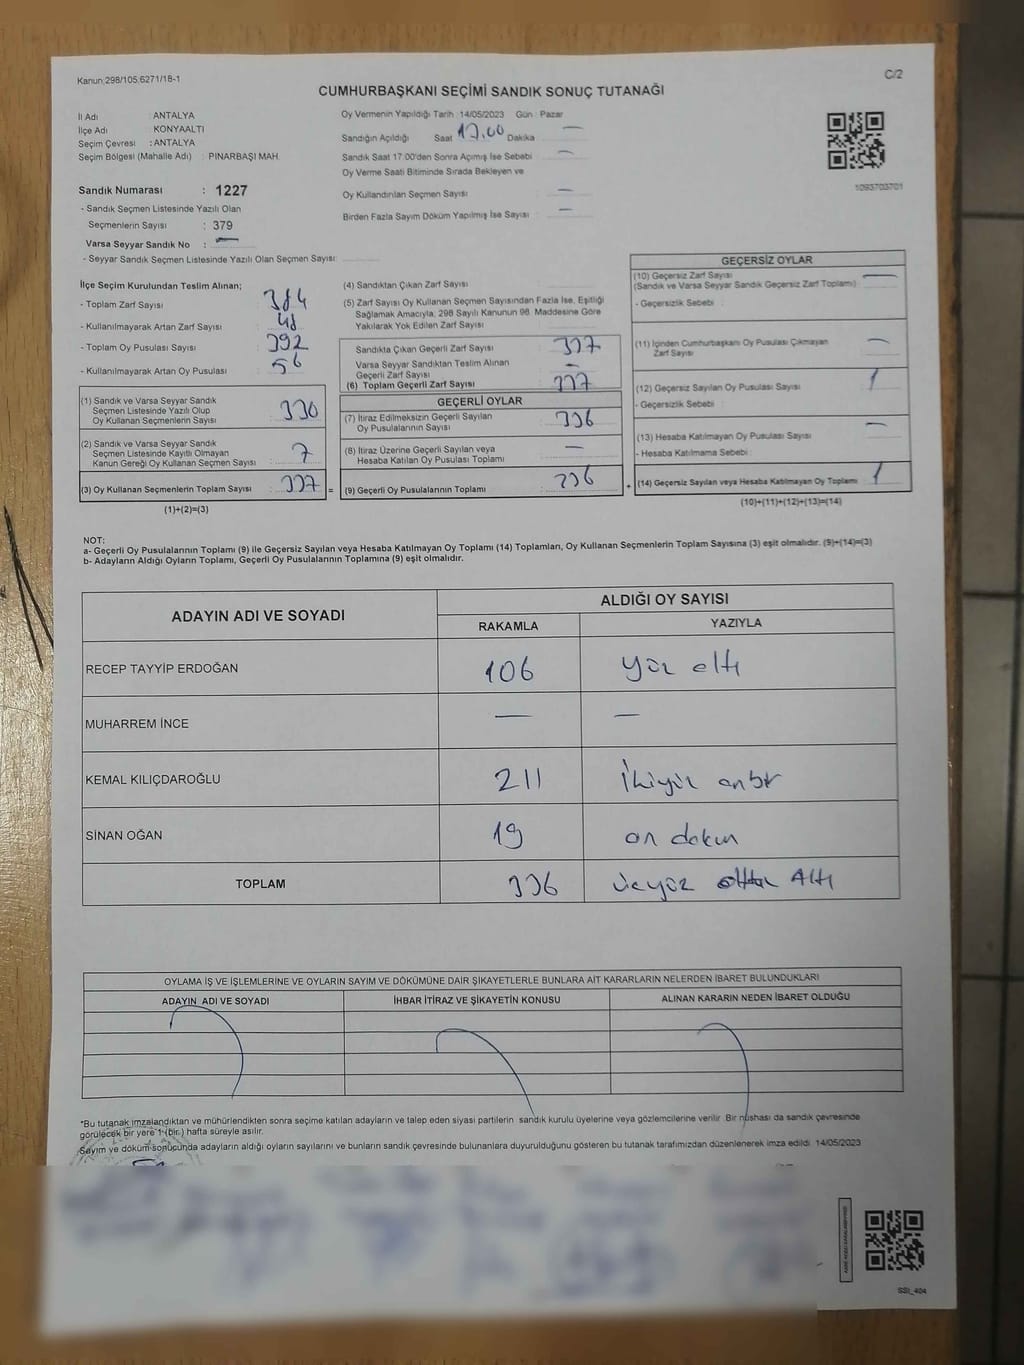 Kanun:298/105;6271/18-1
C/2
CUMHURBAŞKANI SEÇİMİ SANDIK SONUÇ TUTANAĞI
İl Adı : ANTALYA
İlçe Adı : KONYAALTI
Seçim Çevresi : ANTALYA
Seçim Bölgesi (Mahalle Adı) : PINARBAŞI MAH.
Oy Vermenin Yapıldığı Tarih :14/05/2023 Gün : Pazar
Sandığın Açıldığı Saat 17.00 Dakika —
Sandık Saat 17:00'den Sonra Açımış İse Sebebi : —
Oy Verme Saati Bitiminde Sırada Bekleyen ve
Oy Kullandırılan Seçmen Sayısı : —
Birden Fazla Sayım Döküm Yapılmış İse Sayısı : —
1093703701
Sandık Numarası : 1227
- Sandık Seçmen Listesinde Yazılı Olan
Seçmenlerin Sayısı : 379
Varsa Seyyar Sandık No : —
- Seyyar Sandık Seçmen Listesinde Yazılı Olan Seçmen Sayısı:
İlçe Seçim Kurulundan Teslim Alınan;
- Toplam Zarf Sayısı : 384
- Kullanılmayarak Artan Zarf Sayısı : 48
- Toplam Oy Pusulası Sayısı : 392
- Kullanılmayarak Artan Oy Pusulası : 56
(1) Sandık ve Varsa Seyyar Sandık
Seçmen Listesinde Yazılı Olup
Oy Kullanan Seçmenlerin Sayısı : 330
(2) Sandık ve Varsa Seyyar Sandık
Seçmen Listesinde Kayıtlı Olmayan
Kanun Gereği Oy Kullanan Seçmen Sayısı : 7
(3) Oy Kullanan Seçmenlerin Toplam Sayısı : 337
(1)+(2)=(3)
(4) Sandıktan Çıkan Zarf Sayısı :
(5) Zarf Sayısı Oy Kullanan Seçmen Sayısından Fazla İse, Eşitliği
Sağlamak Amacıyla, 298 Sayılı Kanunun 98. Maddesine Göre
Yakılarak Yok Edilen Zarf Sayısı :
Sandıkta Çıkan Geçerli Zarf Sayısı : 337
Varsa Seyyar Sandıktan Teslim Alınan
Geçerli Zarf Sayısı : —
(6) Toplam Geçerli Zarf Sayısı : 337
GEÇERLİ OYLAR
(7) İtiraz Edilmeksizin Geçerli Sayılan
Oy Pusulalarının Sayısı : 336
(8) İtiraz Üzerine Geçerli Sayılan veya
Hesaba Katılan Oy Pusulası Toplamı : —
= (9) Geçerli Oy Pusulalarının Toplamı : 336
GEÇERSİZ OYLAR
(10) Geçersiz Zarf Sayısı
(Sandık ve Varsa Seyyar Sandık Geçersiz Zarf Toplamı) : —
- Geçersizlik Sebebi :
(11) İçinden Cumhurbaşkanı Oy Pusulası Çıkmayan
Zarf Sayısı : —
(12) Geçersiz Sayılan Oy Pusulası Sayısı : 1
- Geçersizlik Sebebi :
(13) Hesaba Katılmayan Oy Pusulası Sayısı : —
- Hesaba Katılmama Sebebi :
+ (14) Geçersiz Sayılan veya Hesaba Katılmayan Oy Toplamı : 1
(10)+(11)+(12)+(13)=(14)
NOT:
a- Geçerli Oy Pusulalarının Toplamı (9) ile Geçersiz Sayılan veya Hesaba Katılmayan Oy Toplamı (14) Toplamları, Oy Kullanan Seçmenlerin Toplam Sayısına (3) eşit olmalıdır. (9)+(14)=(3)
b- Adayların Aldığı Oyların Toplamı, Geçerli Oy Pusulalarının Toplamına (9) eşit olmalıdır.
ADAYIN ADI VE SOYADI
ALDIĞI OY SAYISI
RAKAMLA YAZIYLA
RECEP TAYYİP ERDOĞAN 106 yüz altı
MUHARREM İNCE — —
KEMAL KILIÇDAROĞLU 211 İkiyüz onbir
SİNAN OĞAN 19 on dokuz
TOPLAM 336 üçyüz otuz Altı
OYLAMA İŞ VE İŞLEMLERİNE VE OYLARIN SAYIM VE DÖKÜMÜNE DAİR ŞİKAYETLERLE BUNLARA AİT KARARLARIN NELERDEN İBARET BULUNDUKLARI
ADAYIN ADI VE SOYADI İHBAR İTİRAZ VE ŞİKAYETİN KONUSU ALINAN KARARIN NEDEN İBARET OLDUĞU
*Bu tutanak imzalandıktan ve mühürlendikten sonra seçime katılan adayların ve talep eden siyasi partilerin sandık kurulu üyelerine veya gözlemcilerine verilir. Bir nüshası da sandık çevresinde
görülecek bir yere 1 (bir ) hafta süreyle asılır.
Sayım ve döküm sonucunda adayların aldığı oyların sayılarını ve bunların sandık çevresinde bulunanlara duyurulduğunu gösteren bu tutanak tarafımızdan düzenlenerek imza edildi. 14/05/2023
SSI_404